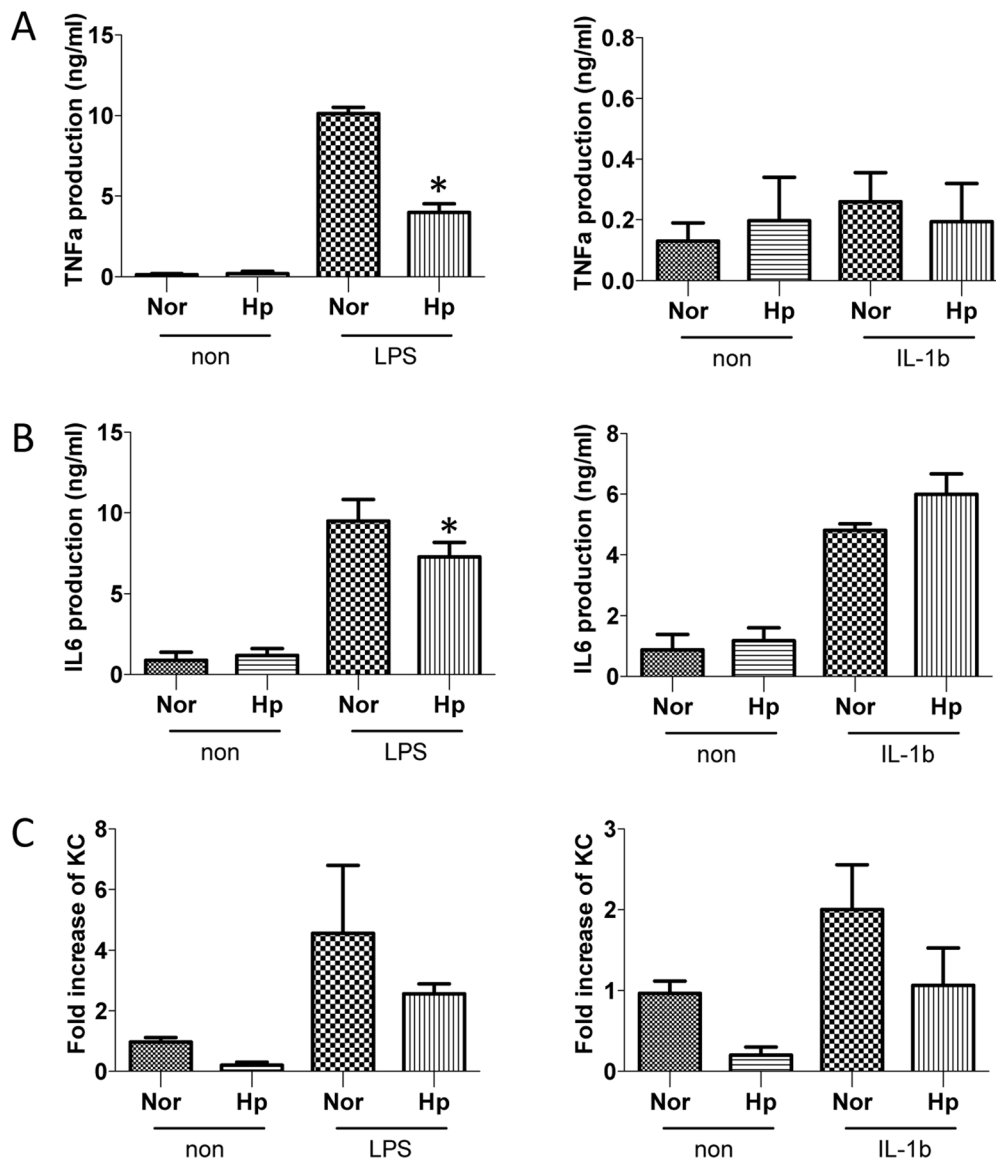 A
TNFa production (ng/ml)
15
10
5
0
*
Nor Hp Nor Hp
non LPS
TNFa production (ng/ml)
0.8
0.6
0.4
0.2
0.0
Nor Hp Nor Hp
non IL-1b
B
IL6 production (ng/ml)
15
10
5
0
*
Nor Hp Nor Hp
non LPS
IL6 production (ng/ml)
8
6
4
2
0
Nor Hp Nor Hp
non IL-1b
C
Fold increase of KC
8
6
4
2
0
Nor Hp Nor Hp
non LPS
Fold increase of KC
3
2
1
0
Nor Hp Nor Hp
non IL-1b